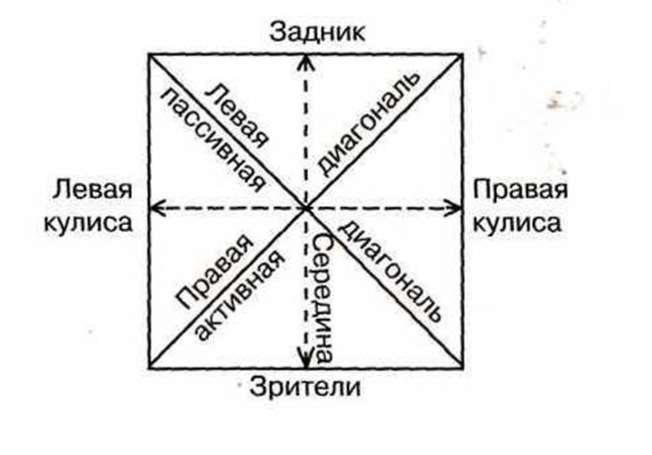 Задник
Левая
пассивная
диагональ
Левая
кулиса
Правая
кулиса
Правая
активная
Середина
диагональ
Зрители